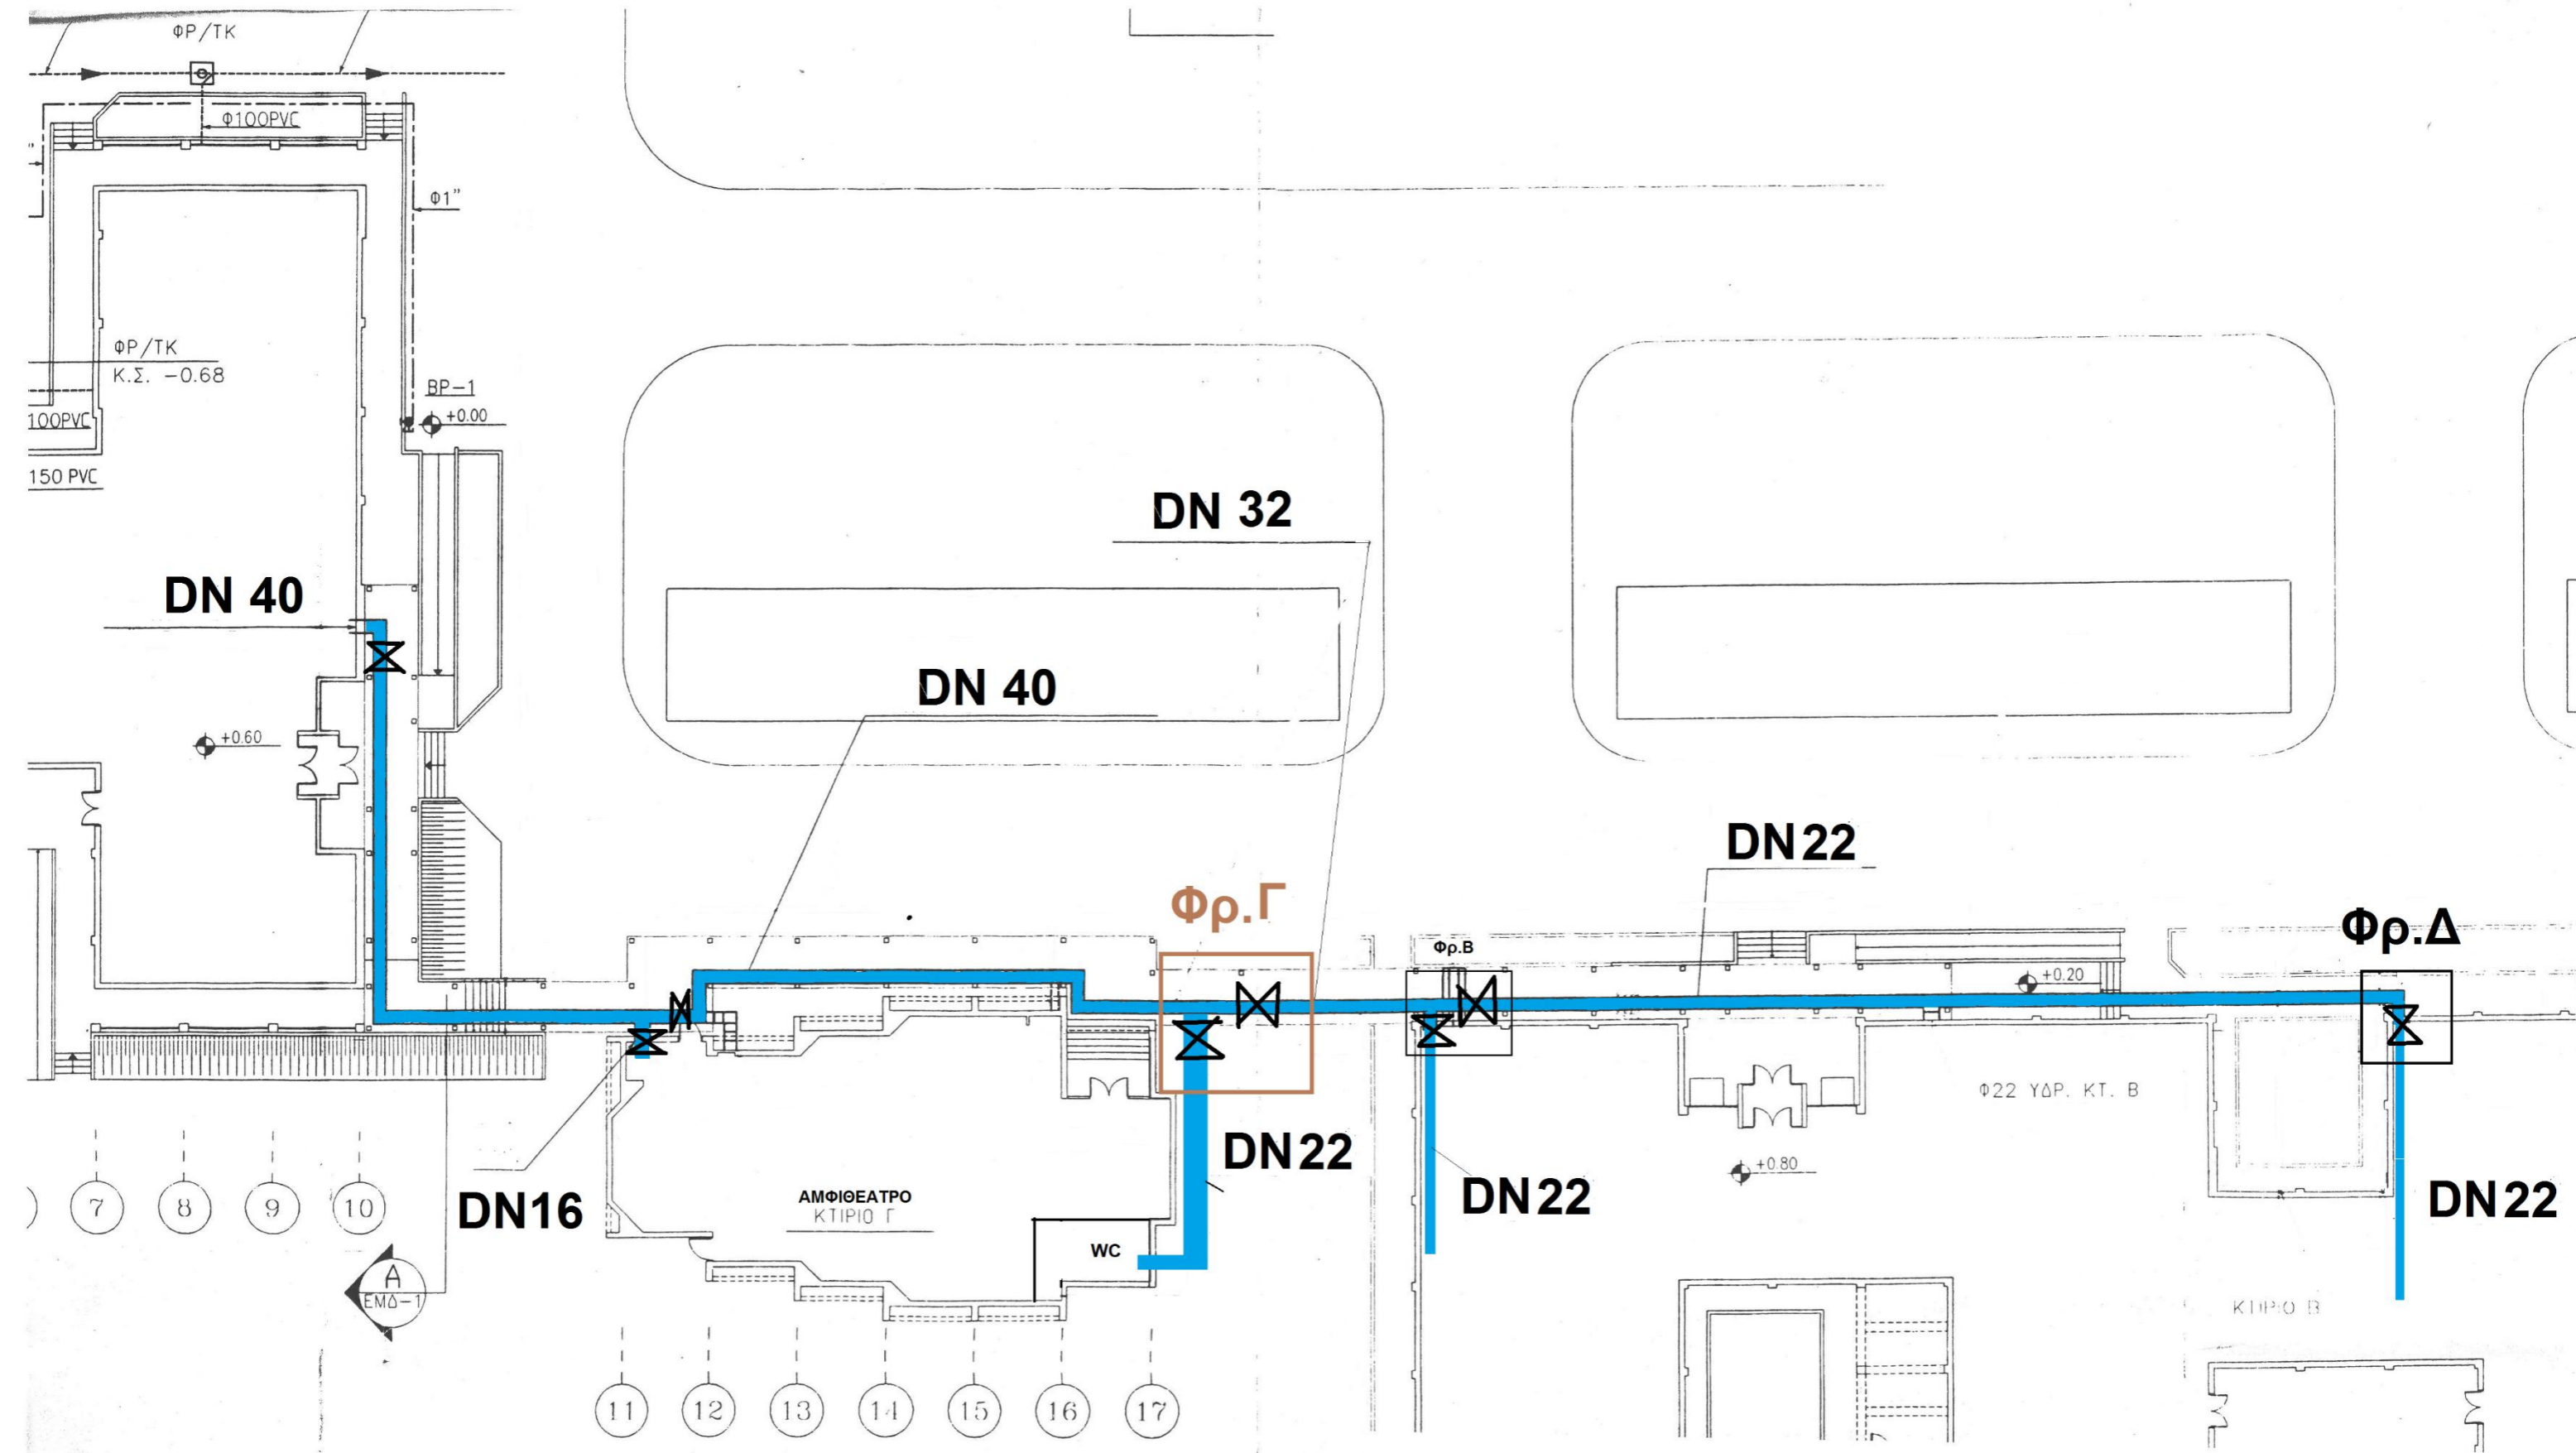 ΦΡ/ΤΚ
Φ100PVC
Φ1"
ΦΡ/ΤΚ
Κ.Σ. -0.68
BP-1
+0.00
100PVC
150 PVC
DN 32
DN 40
DN 40
+0.60
DN22
Φρ.Γ
Φρ.Β
Φρ.Δ
+0.20
Φ22 ΥΔΡ. ΚΤ. Β
DN22
+0.80
DN22
DN22
DN16
ΑΜΦΙΘΕΑΤΡΟ
ΚΤΙΡΙΟ Γ
7 8 9 10
WC
Α
ΕΜΔ-1
ΚΤΙΡΙΟ Β
11 12 13 14 15 16 17